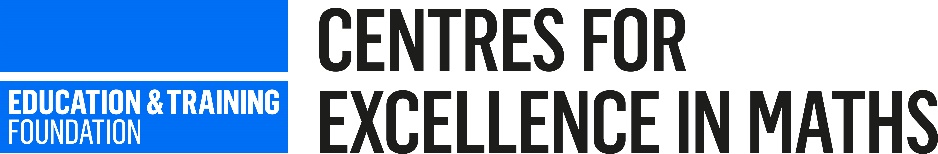 EDUCATION & TRAINING
FOUNDATION
CENTRES FOR
EXCELLENCE IN MATHS